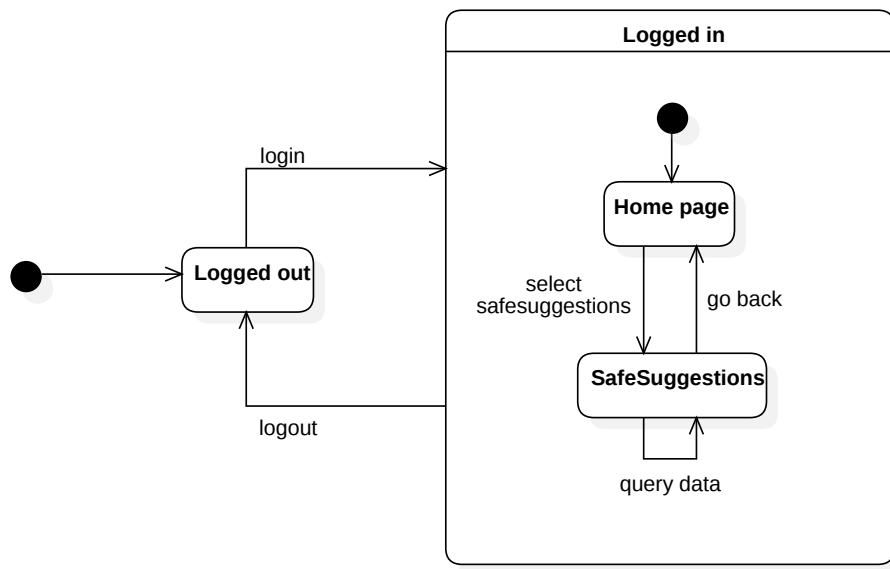 Logged in
login
Home page
Logged out
select
safesuggestions
go back
SafeSuggestions
logout
query data